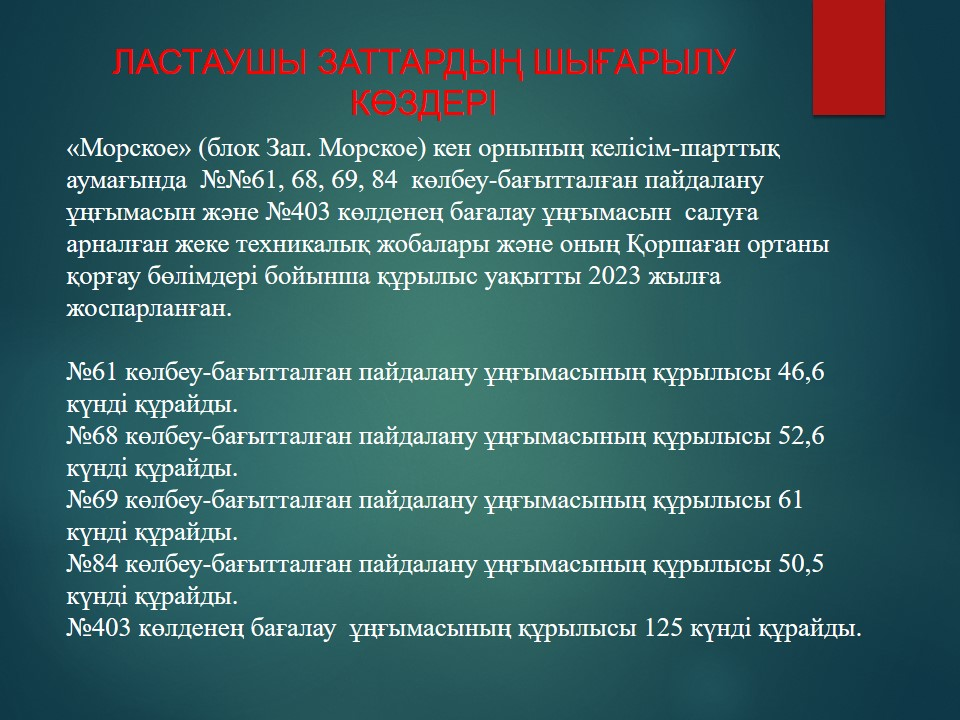 ЛАСТАУШЫ ЗАТТАРДЫҢ ШЫҒАРЫЛУ
КӨЗДЕРІ
«Морское» (блок Зап. Морское) кен орнының келісім-шарттық
аумағында №№61, 68, 69, 84 көлбеу-бағытталған пайдалану
ұңғымасын және №403 көлденең бағалау ұңғымасын салуға
арналған жеке техникалық жобалары және оның Қоршаған ортаны
қорғау бөлімдері бойынша құрылыс уақытты 2023 жылға
жоспарланған.
№61 көлбеу-бағытталған пайдалану ұңғымасының құрылысы 46,6
күнді құрайды.
№68 көлбеу-бағытталған пайдалану ұңғымасының құрылысы 52,6
күнді құрайды.
№69 көлбеу-бағытталған пайдалану ұңғымасының құрылысы 61
күнді құрайды.
№84 көлбеу-бағытталған пайдалану ұңғымасының құрылысы 50,5
күнді құрайды.
№403 көлденең бағалау ұңғымасының құрылысы 125 күнді құрайды.